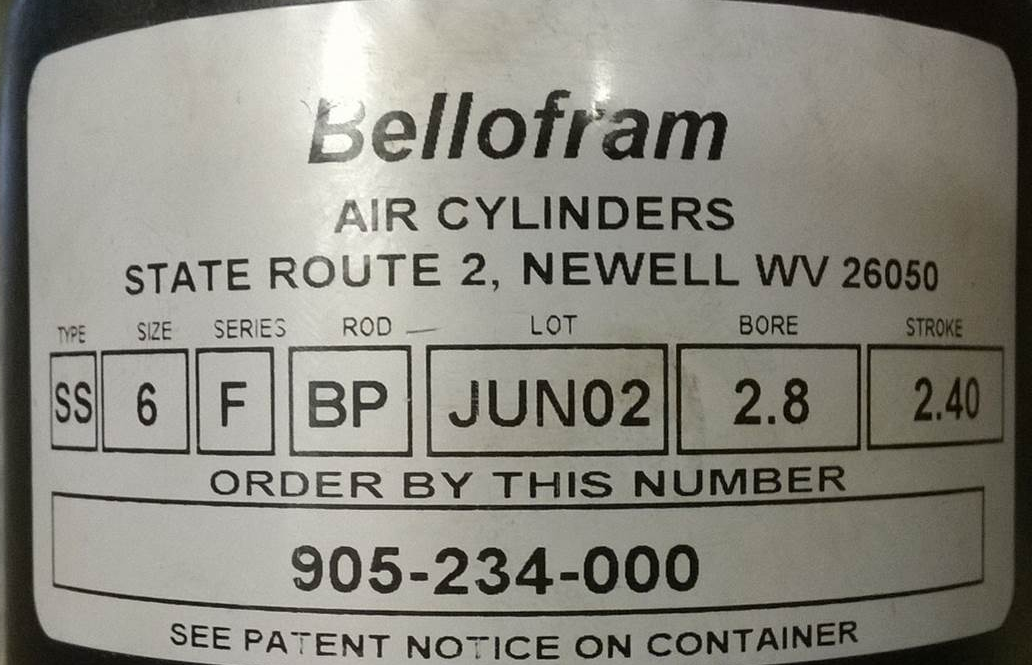 Bellofram
AIR CYLINDERS
STATE ROUTE 2, NEWELL WV 26050
TYPE SIZE SERIES ROD LOT BORE STROKE
SS 6 F BP JUN02 2.8 2.40
ORDER BY THIS NUMBER
905-234-000
SEE PATENT NOTICE ON CONTAINER